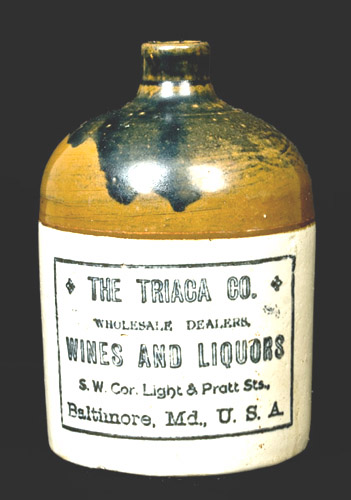 THE TRIACA CO.
WHOLESALE DEALERS,
WINES AND LIQUORS
S. W. Cor. Light & Pratt Sts.,
Baltimore, Md., U. S. A.